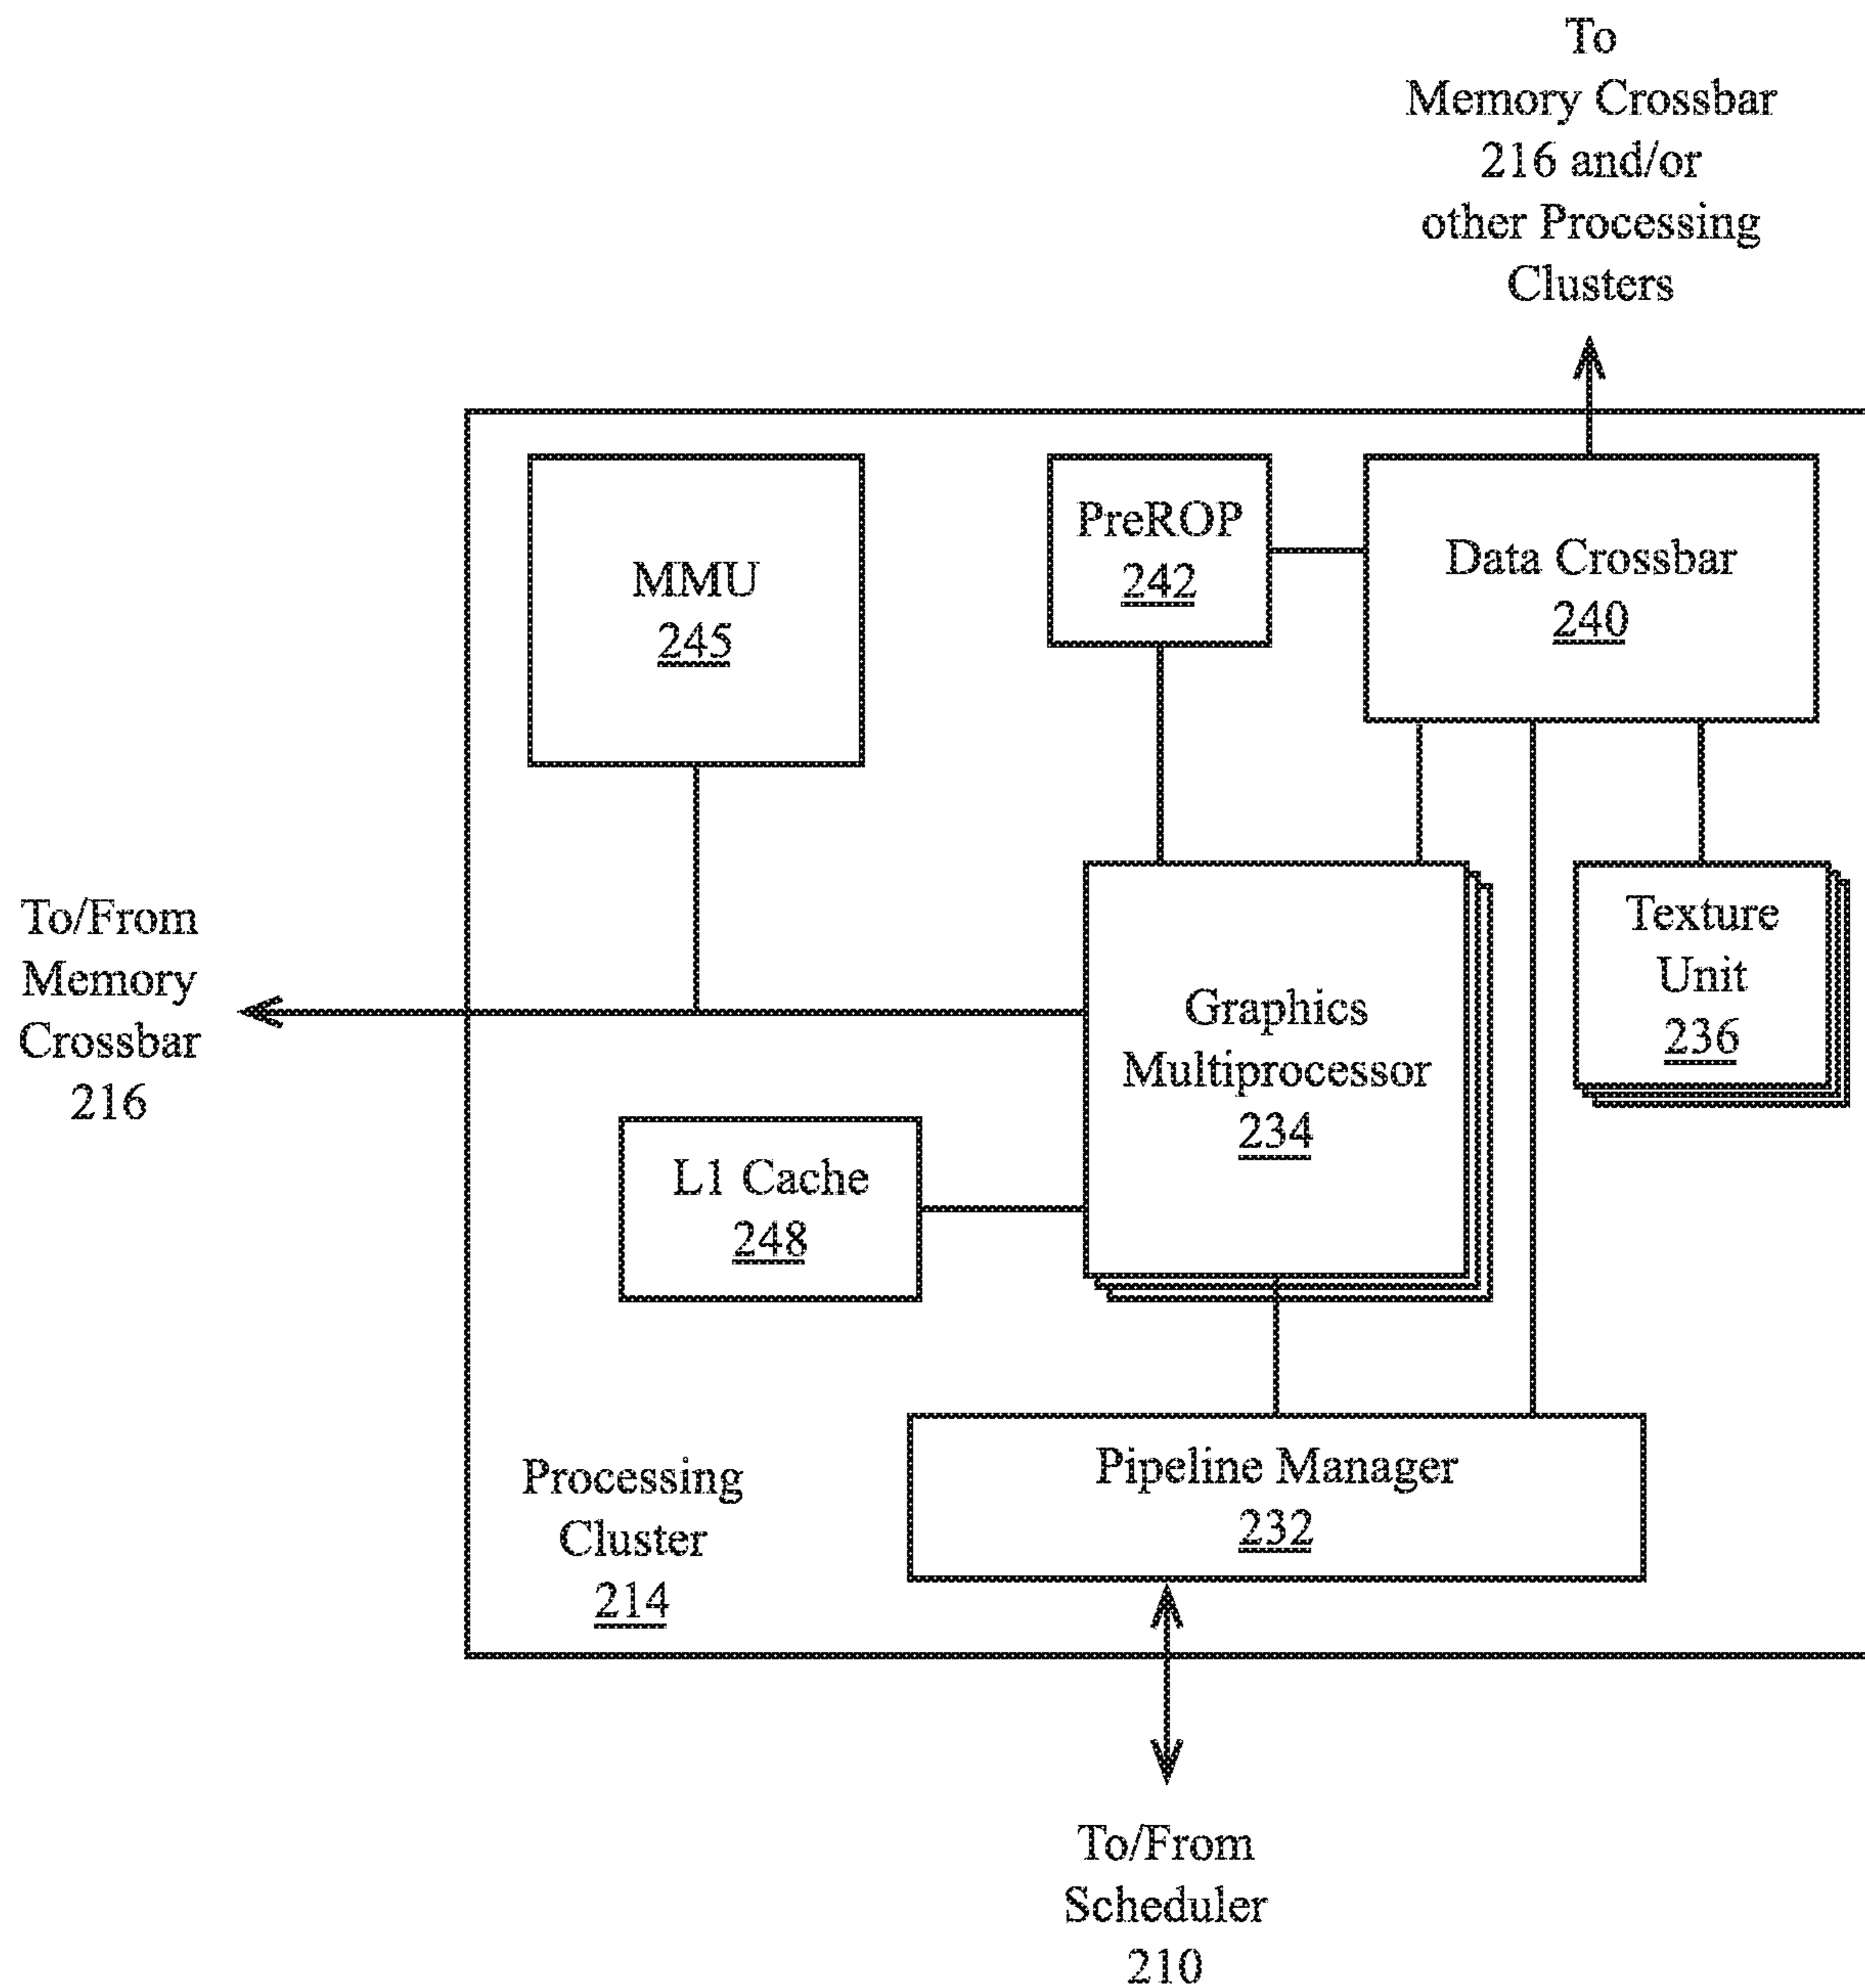 To
Memory Crossbar
216 and/or
other Processing
Clusters
MMU
245
PreROP
242
Data Crossbar
240
To/From
Memory
Crossbar
216
Graphics
Multiprocessor
234
Texture
Unit
236
L1 Cache
248
Processing
Cluster
214
Pipeline Manager
232
To/From
Scheduler
210